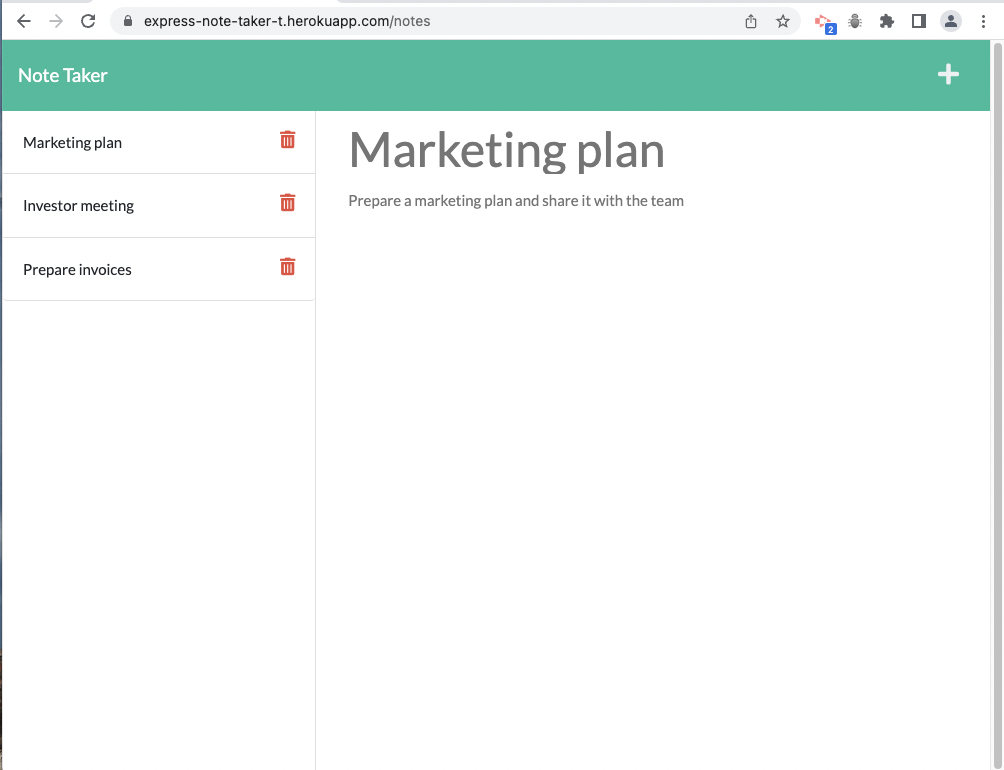 express-note-taker-t.herokuapp.com/notes
2
Note Taker
Marketing plan
Investor meeting
Prepare invoices
Marketing plan
Prepare a marketing plan and share it with the team